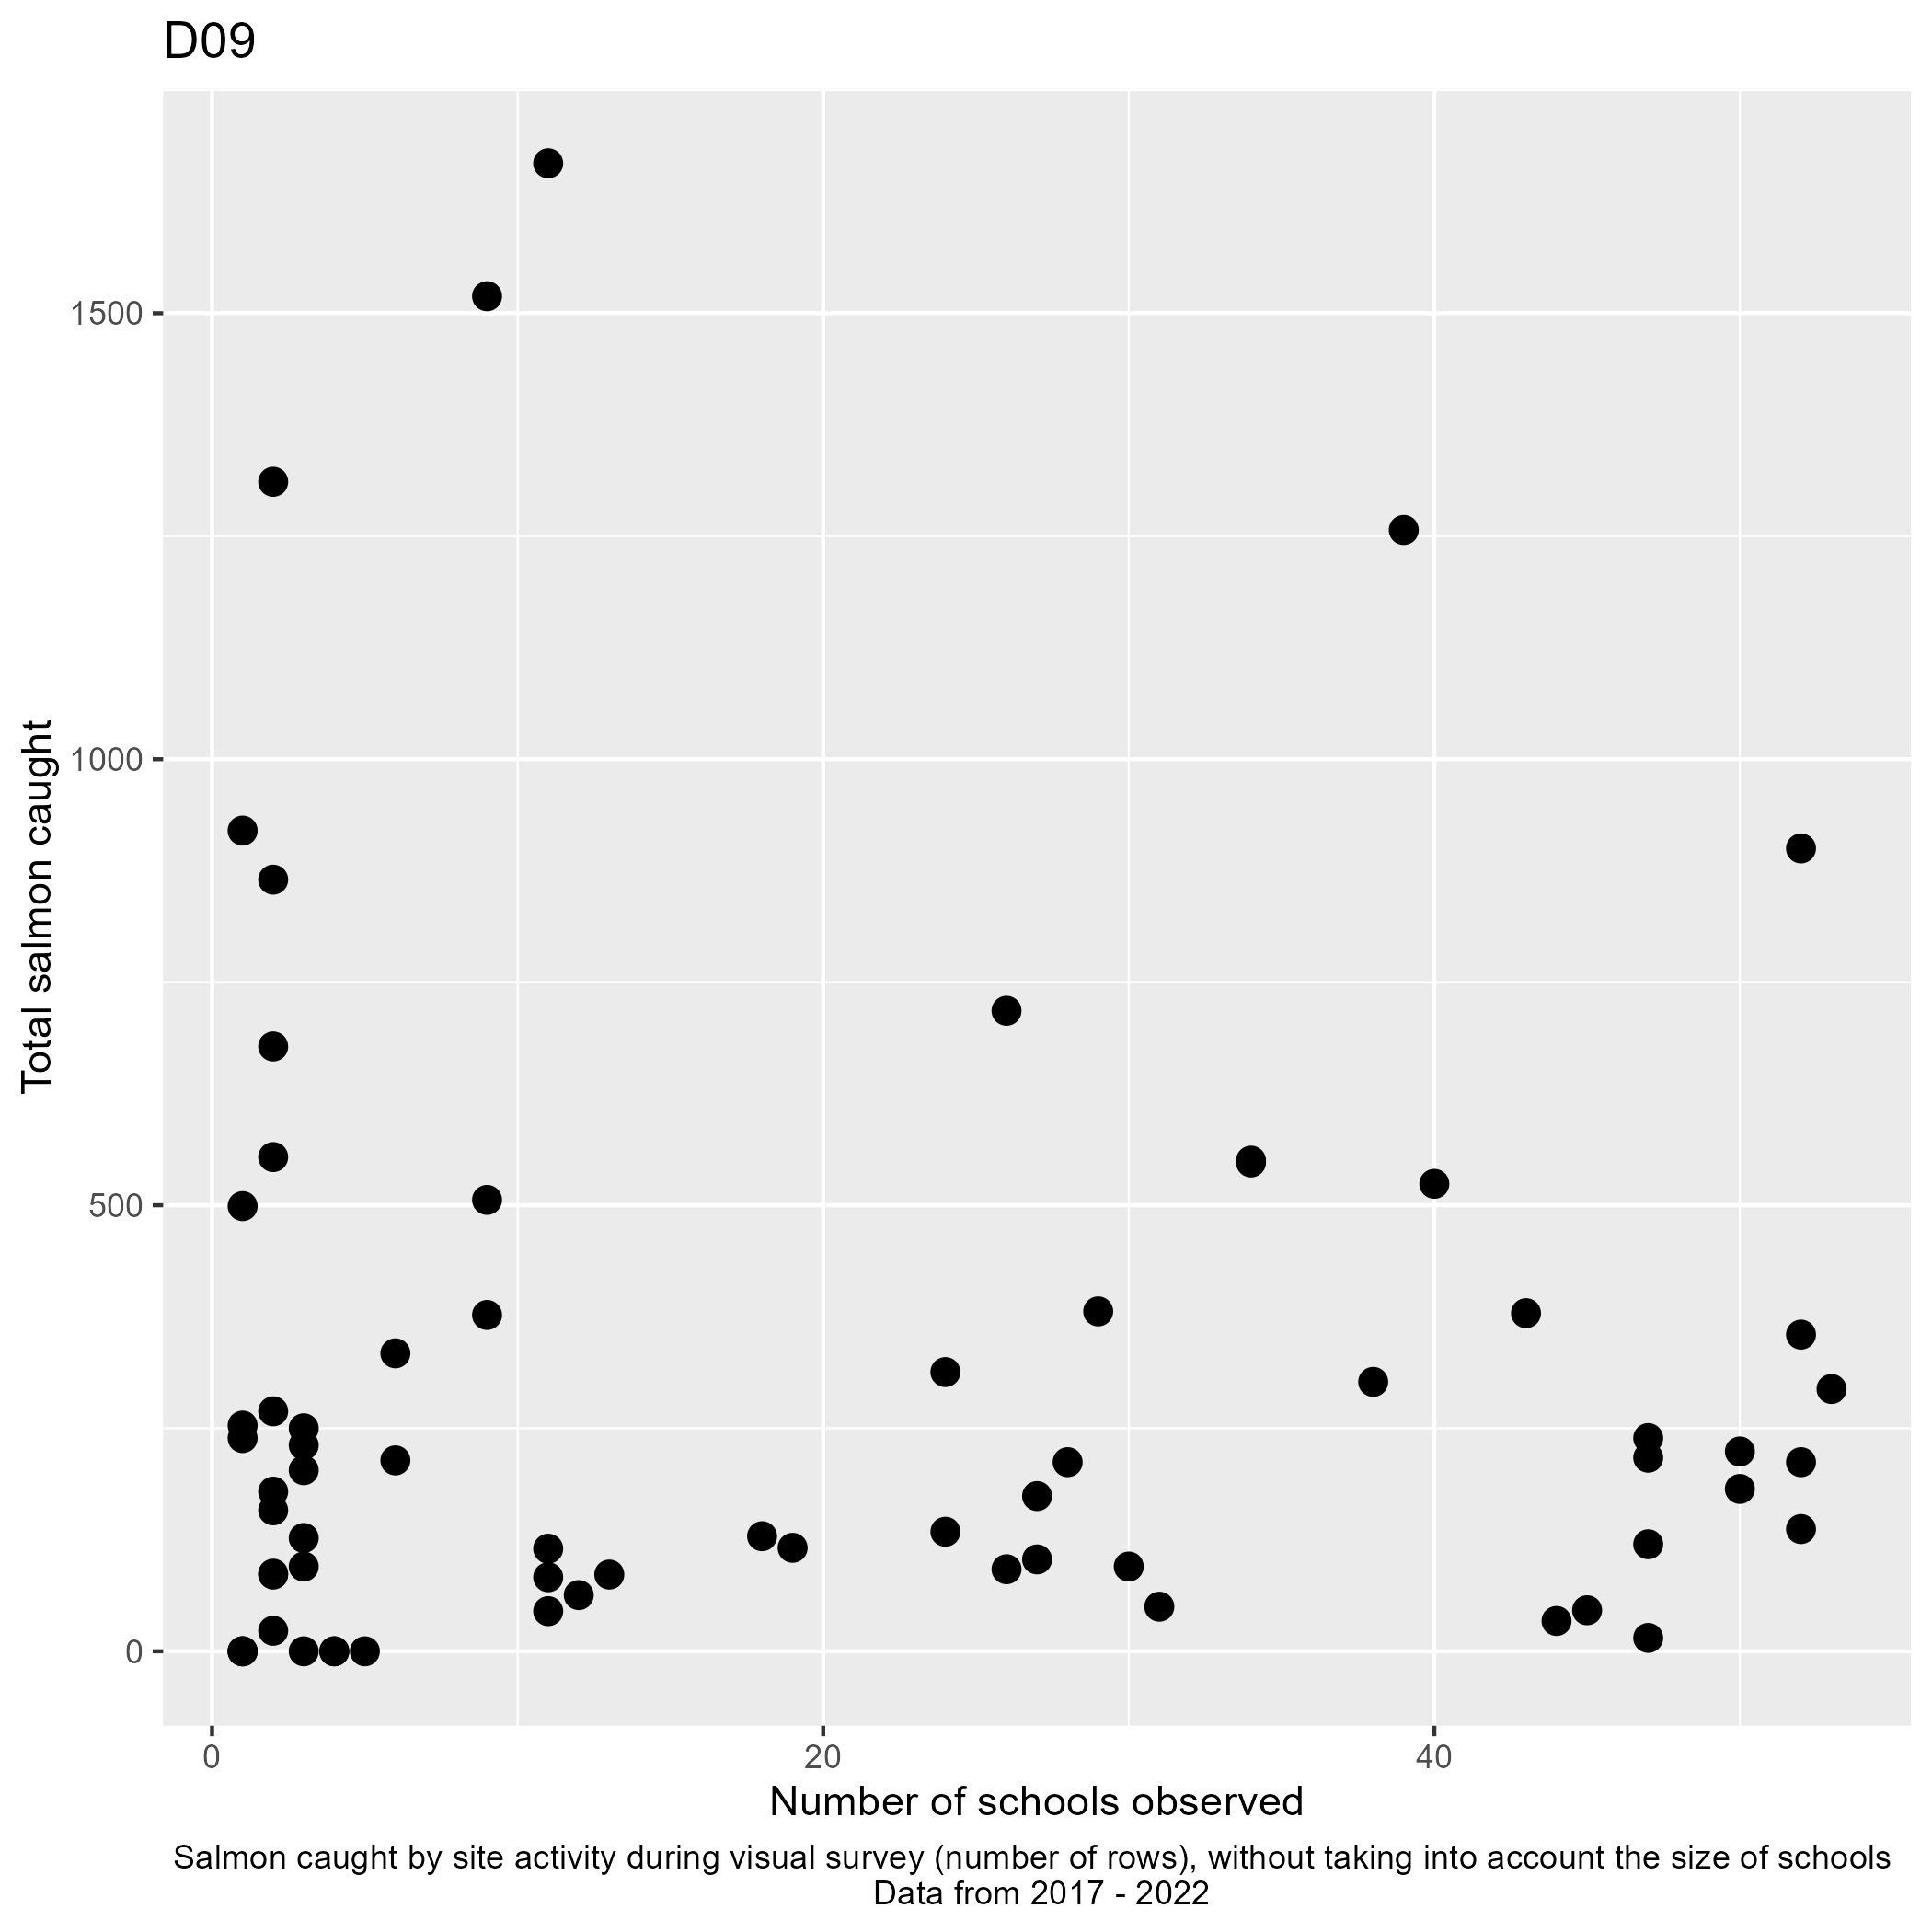 D09
1500
1000
500
0
Total salmon caught
0 20 40
Number of schools observed
Salmon caught by site activity during visual survey (number of rows), without taking into account the size of schools
Data from 2017 - 2022